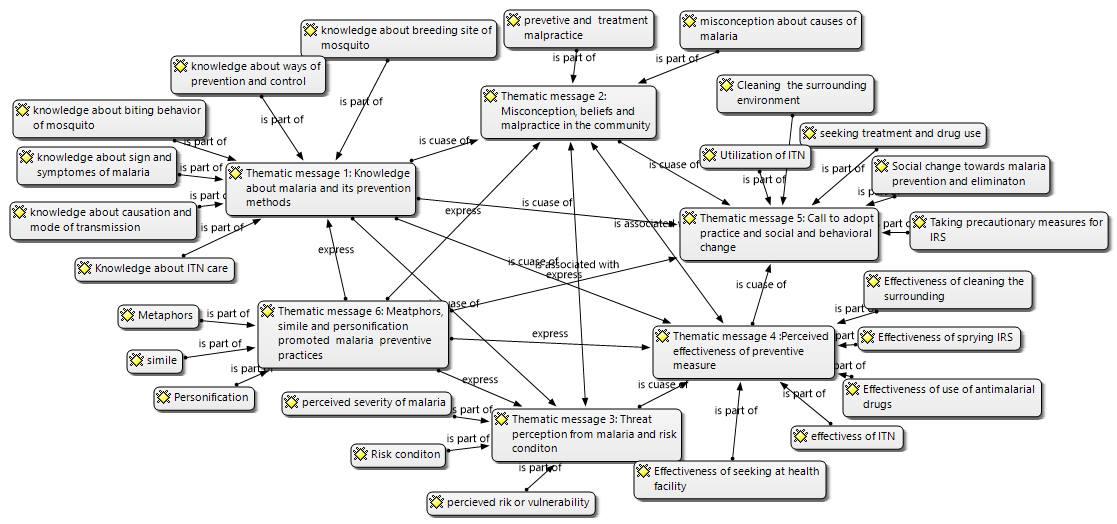 prevetive and  treatment
malpractice
misconception about causes of
malaria
knowledge about breeding site of
mosquito
is part of
is part of
knowledge about ways of
prevention and control
Cleaning  the surrounding
environment
Thematic message 2:
Misconception, beliefs and
malpractice in the community
is part of
knowledge about biting behavior
of mosquito
is part of
seeking treatment and drug use
is part of
is cuase of
Utilization of ITN
is cuase of
knowledge about sign and
symptomes of malaria
is part of
Thematic message 1: Knowledge
about malaria and its prevention
methods
is part of
is part of
Social change towards malaria
prevention and eliminaton
is part
is part of
knowledge about causation and
mode of transmission
is part of
express
is cuase of
is associated
Thematic message 5: Call to adopt
practice and social and behavioral
change
part of
Taking precautionary measures for
IRS
Knowledge about ITN care
express
is cuase of
is associated with
express
is cuase of
Effectiveness of cleaning the
surrounding
is part of
Metaphors
is part of
Thematic message 6: Meatphors,
simile and personification
promoted  malaria  preventive
practices
cuase of
express
Thematic message 4 :Perceived
effectiveness of preventive
measure
part of
Effectiveness of sprying IRS
simile
is part of
is part of
Personification
express
is cuase of
part of
Effectiveness of use of antimalarial
drugs
is part of
perceived severity of malaria
is part of
Thematic message 3: Threat
perception from malaria and risk
conditon
is part of
effectivess of ITN
is part of
Risk conditon
is part of
Effectiveness of seeking at health
facility
percieved rik or vulnerability